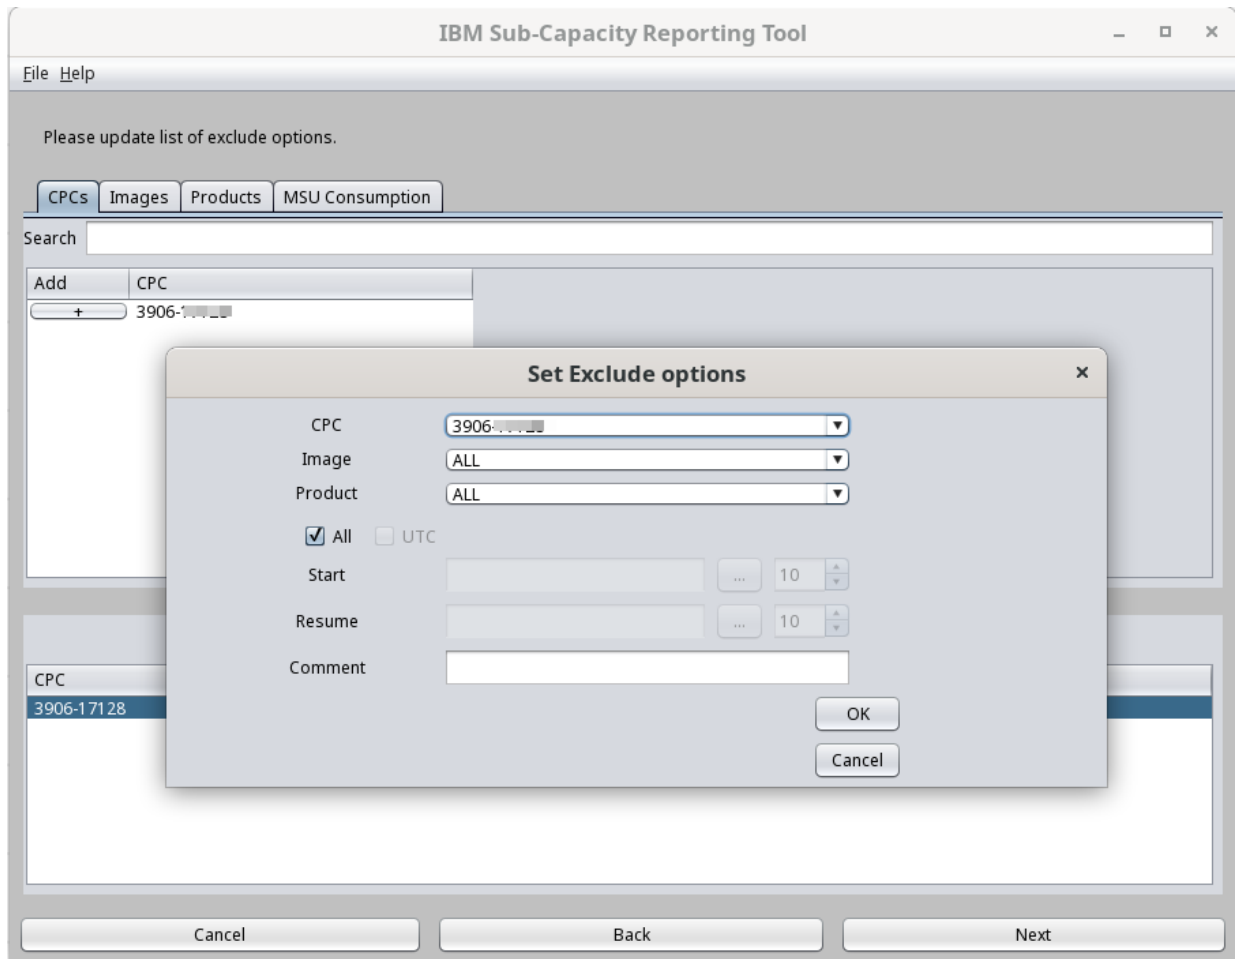 IBM Sub-Capacity Reporting Tool
File Help
Please update list of exclude options.
CPCs Images Products MSU Consumption
Search
Add CPC
+ 3906-
Set Exclude options
CPC 3906-
Image ALL
Product ALL
All UTC
Start ... 10
Resume ... 10
Comment
OK
Cancel
CPC
3906-17128
Cancel Back Next